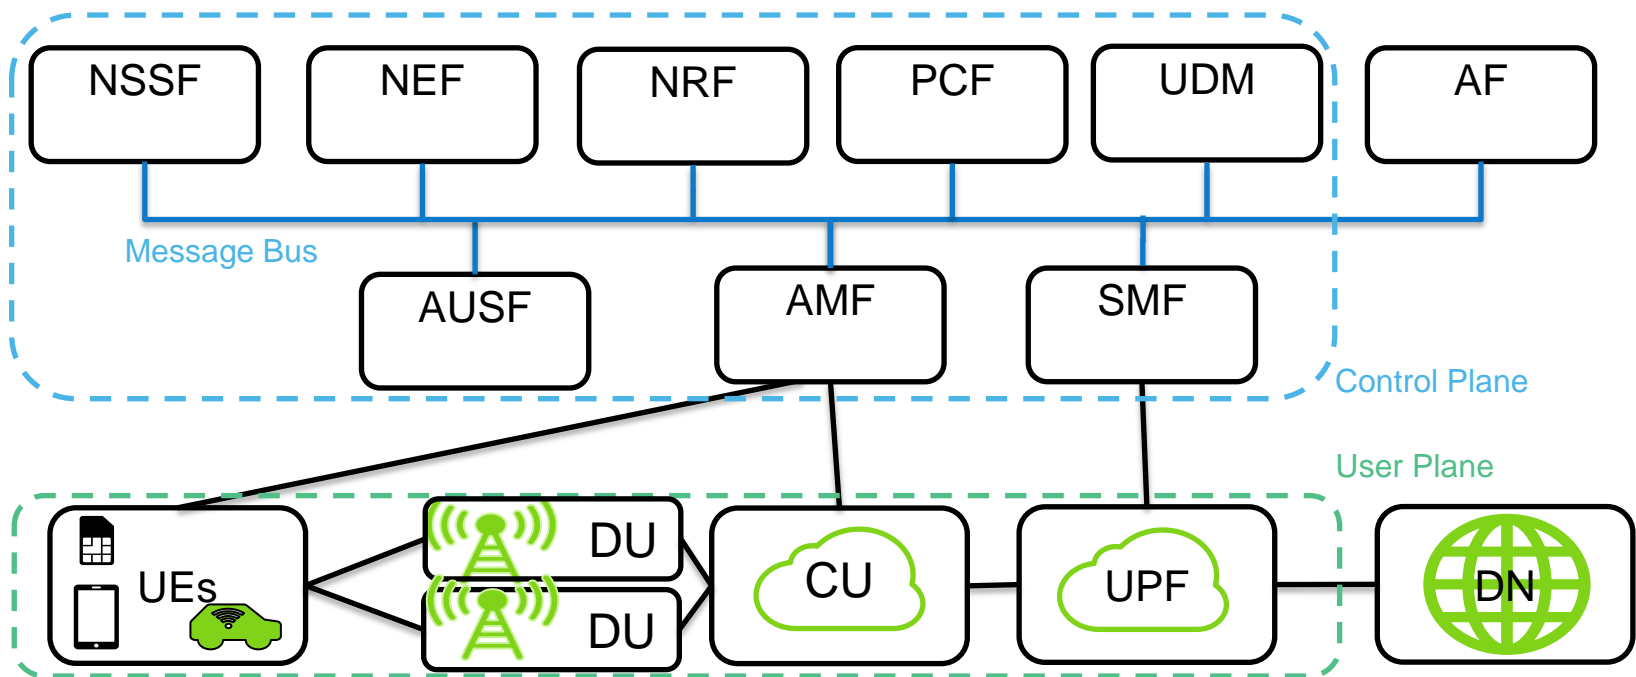 NSSF
NEF
NRF
PCF
UDM
AF
Message Bus
AUSF
AMF
SMF
Control Plane
User Plane
UEs
DU
DU
CU
UPF
DN